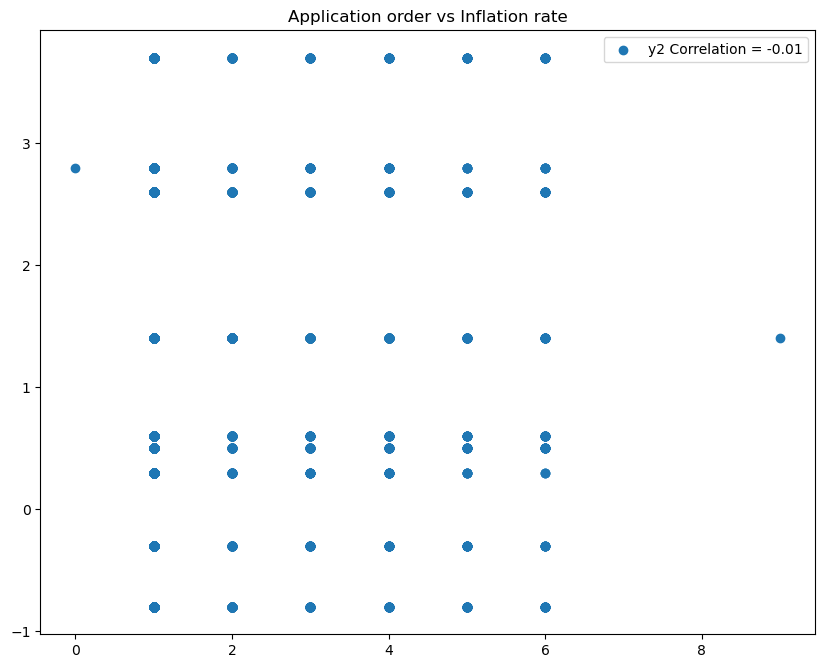 Application order vs Inflation rate
y2 Correlation = -0.01
3
2
1
0
−1
0 2 4 6 8